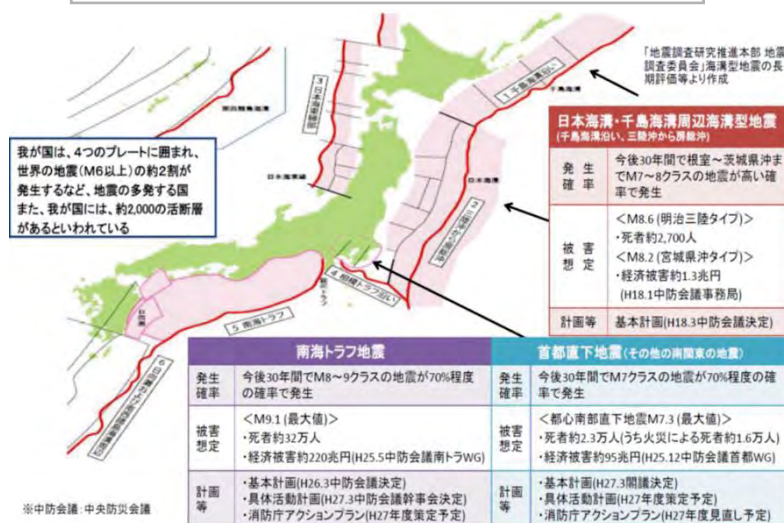 「地震調査研究推進本部 地震
調査委員会」海溝型地震の長
期評価等より作成
1 千島海溝沿い
千島海溝
3 日本海東縁部
日本海東縁
日本海溝
2 三陸沖から房総沖
4 相模トラフ沿い
5 南海トラフ
日向灘
我が国は、4つのプレートに囲まれ、
世界の地震(M6以上)の約2割が
発生するなど、地震の多発する国
また、我が国には、約2,000の活断層
があるといわれている
日本海溝・千島海溝周辺海溝型地震
(千島海溝沿い、三陸沖から房総沖)
発生確率
今後30年間で根室~茨城県沖ま
でM7~8クラスの地震が高い確
率で発生
被害想定
<M8.6(明治三陸タイプ)>
・死者約2,700人
<M8.2(宮城県沖タイプ)>
・経済被害約1.3兆円
(H18.1中防会議事務局)
計画等
基本計画(H18.3中防会議決定)
南海トラフ地震
発生確率
今後30年間でM8~9クラスの地震が70%程度
の確率で発生
被害想定
<M9.1(最大値)>
・死者約32万人
・経済被害約220兆円(H25.5中防会議南トラWG)
計画等
・基本計画(H26.3中防会議決定)
・具体活動計画(H27.3中防会議幹事会決定)
・消防庁アクションプラン(H27年度策定予定)
首都直下地震(その他の南関東の地震)
発生確率
今後30年間でM7クラスの地震が70%程度の確
率で発生
被害想定
<都心南部直下地震M7.3(最大値)>
・死者約2.3万人(うち火災による死者約1.6万人)
・経済被害約95兆円(H25.12中防会議首都WG)
計画等
・基本計画(H27.3閣議決定)
・具体活動計画(H27年度策定予定)
・消防庁アクションプラン(H27年度見直し予定)
※中防会議:中央防災会議